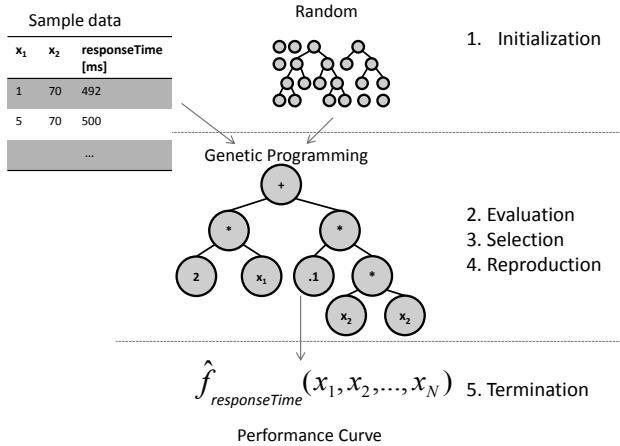 Sample data
x₁ x₂ responseTime [ms]
1 70 492
5 70 500
...
Random
1. Initialization
Genetic Programming
+
* *
2 x₁ .1 *
x₂ x₂
2. Evaluation
3. Selection
4. Reproduction
f̂ responseTime (x₁, x₂,..., x_N)
5. Termination
Performance Curve